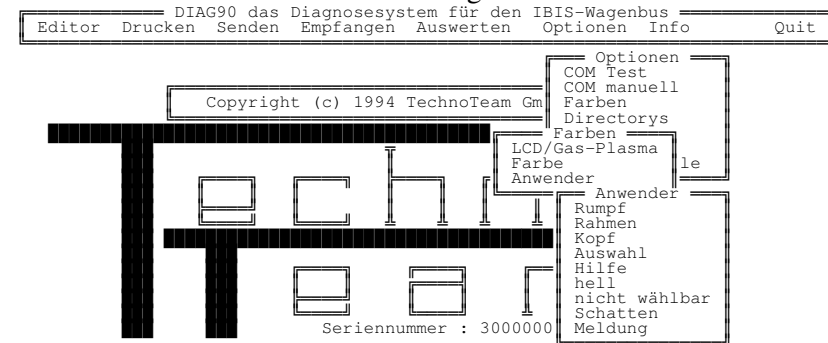 DIAG90 das Diagnosesystem für den IBIS-Wagenbus
Editor Drucken Senden Empfangen Auswerten Optionen Info Quit
Optionen
COM Test
COM manuell
Copyright (c) 1994 TechnoTeam Gm Farben
Directorys
Farben
LCD/Gas-Plasma
Farbe le
Anwender
Anwender
Rumpf
Rahmen
Kopf
Auswahl
Hilfe
hell
nicht wählbar
Schatten
Seriennummer : 3000000 Meldung